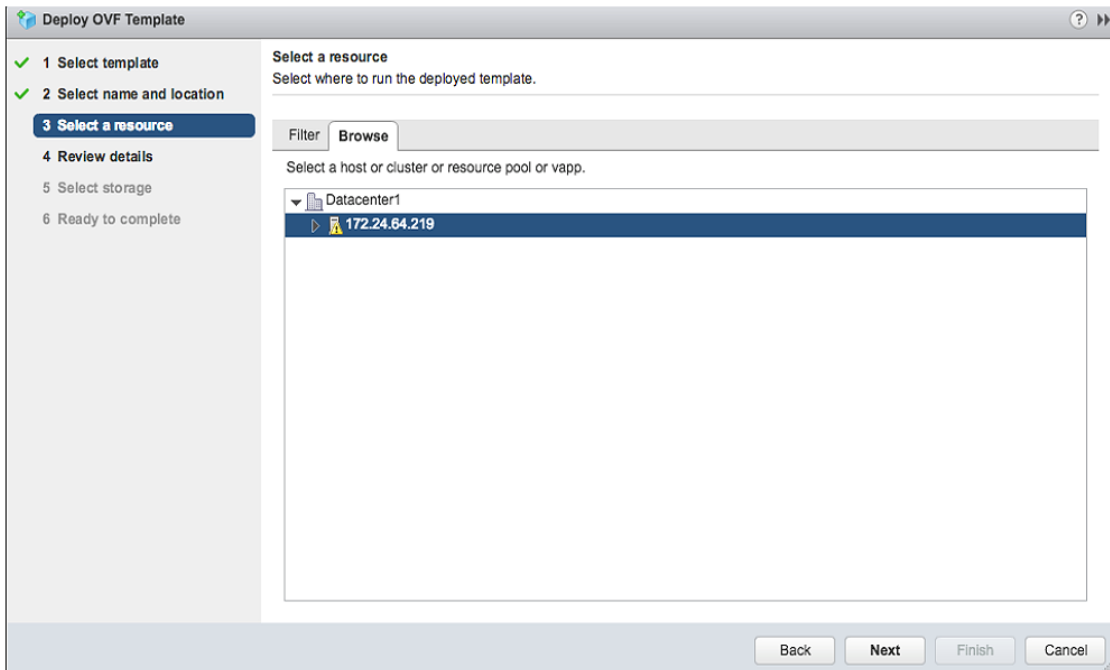 Deploy OVF Template
1 Select template
2 Select name and location
3 Select a resource
4 Review details
5 Select storage
6 Ready to complete
Select a resource
Select where to run the deployed template.
Filter
Browse
Select a host or cluster or resource pool or vapp.
Datacenter1
172.24.64.219
Back
Next
Finish
Cancel